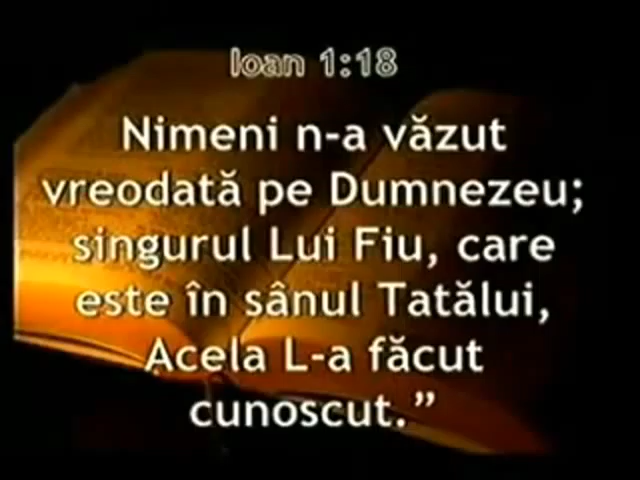 Ioan 1:18
Nimeni n-a văzut
vreodată pe Dumnezeu;
singurul Lui Fiu, care
este în sânul Tatălui,
Acela L-a făcut
cunoscut.”